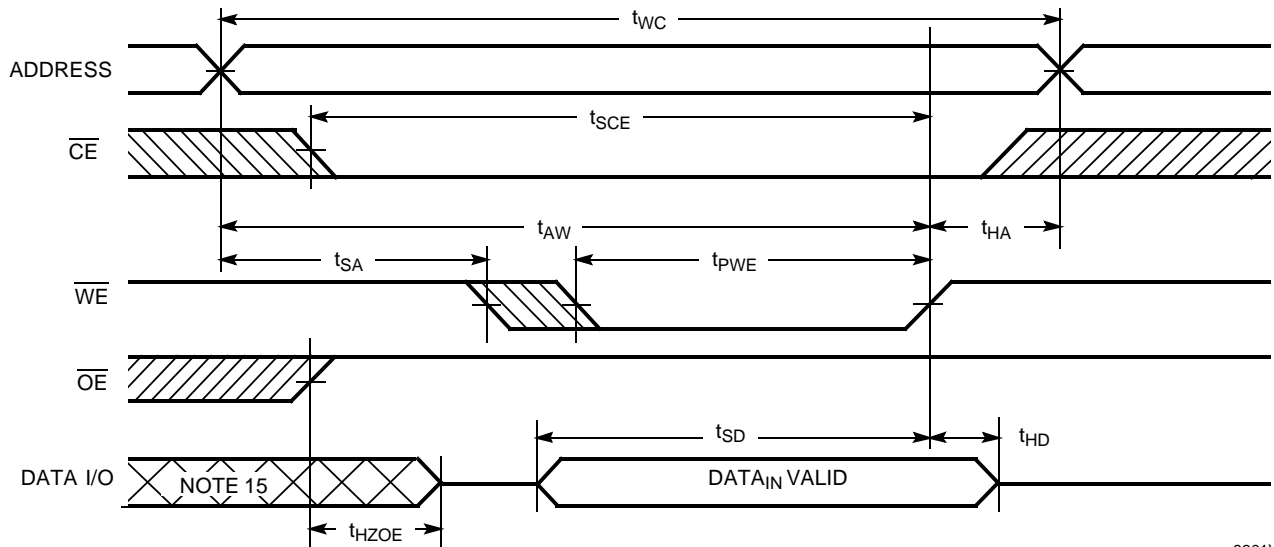 tWC
ADDRESS
tSCE
CE
tAW
tHA
tSA
tPWE
WE
OE
tSD
tHD
DATA I/O
NOTE 15
DATAIN VALID
tHZOE